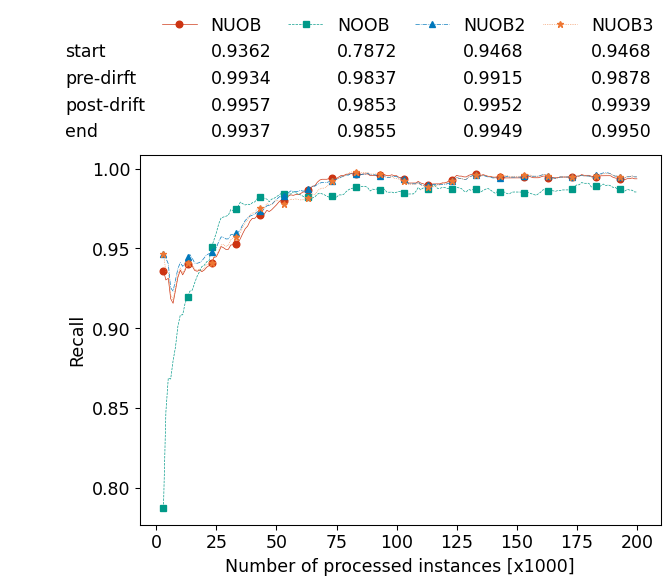 NUOB NOOB NUOB2 NUOB3
start 0.9362 0.7872 0.9468 0.9468
pre-dirft 0.9934 0.9837 0.9915 0.9878
post-drift 0.9957 0.9853 0.9952 0.9939
end 0.9937 0.9855 0.9949 0.9950
1.00
0.95
0.90
0.85
0.80
Recall
0 25 50 75 100 125 150 175 200
Number of processed instances [x1000]